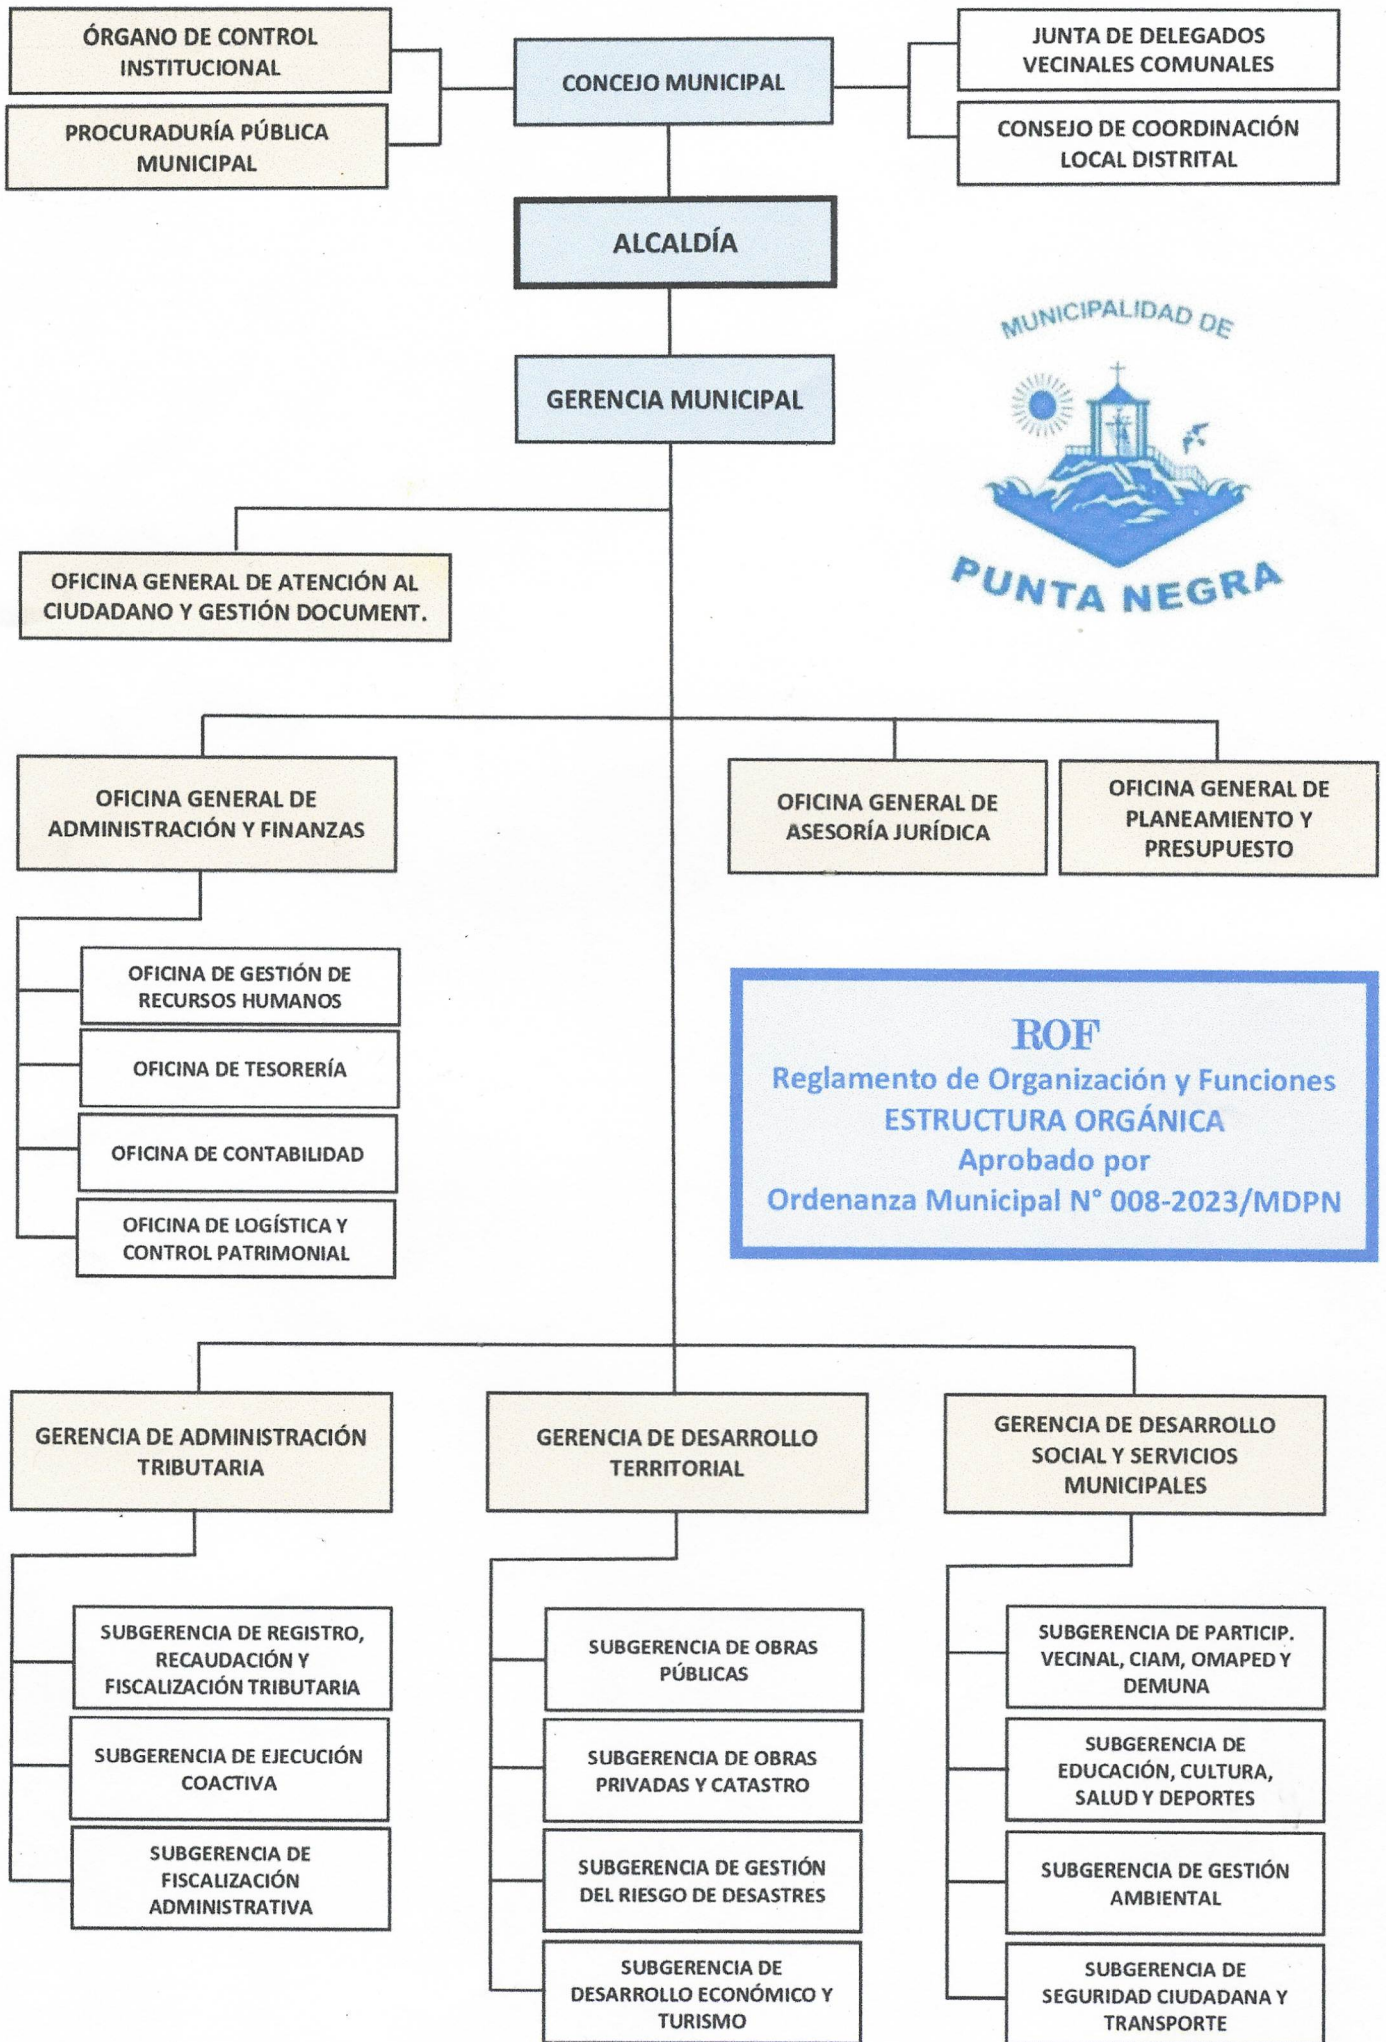 ÓRGANO DE CONTROL
INSTITUCIONAL
PROCURADURÍA PÚBLICA
MUNICIPAL
CONCEJO MUNICIPAL
JUNTA DE DELEGADOS
VECINALES COMUNALES
CONSEJO DE COORDINACIÓN
LOCAL DISTRITAL
ALCALDÍA
GERENCIA MUNICIPAL
MUNICIPALIDAD DE
PUNTA NEGRA
OFICINA GENERAL DE ATENCIÓN AL
CIUDADANO Y GESTIÓN DOCUMENT.
OFICINA GENERAL DE
ADMINISTRACIÓN Y FINANZAS
OFICINA GENERAL DE
ASESORÍA JURÍDICA
OFICINA GENERAL DE
PLANEAMIENTO Y
PRESUPUESTO
OFICINA DE GESTIÓN DE
RECURSOS HUMANOS
OFICINA DE TESORERÍA
OFICINA DE CONTABILIDAD
OFICINA DE LOGÍSTICA Y
CONTROL PATRIMONIAL
ROF
Reglamento de Organización y Funciones
ESTRUCTURA ORGÁNICA
Aprobado por
Ordenanza Municipal N° 008-2023/MDPN
GERENCIA DE ADMINISTRACIÓN
TRIBUTARIA
SUBGERENCIA DE REGISTRO,
RECAUDACIÓN Y
FISCALIZACIÓN TRIBUTARIA
SUBGERENCIA DE EJECUCIÓN
COACTIVA
SUBGERENCIA DE
FISCALIZACIÓN
ADMINISTRATIVA
GERENCIA DE DESARROLLO
TERRITORIAL
SUBGERENCIA DE OBRAS
PÚBLICAS
SUBGERENCIA DE OBRAS
PRIVADAS Y CATASTRO
SUBGERENCIA DE GESTIÓN
DEL RIESGO DE DESASTRES
SUBGERENCIA DE
DESARROLLO ECONÓMICO Y
TURISMO
GERENCIA DE DESARROLLO
SOCIAL Y SERVICIOS
MUNICIPALES
SUBGERENCIA DE PARTICIP.
VECINAL, CIAM, OMAPED Y
DEMUNA
SUBGERENCIA DE
EDUCACIÓN, CULTURA,
SALUD Y DEPORTES
SUBGERENCIA DE GESTIÓN
AMBIENTAL
SUBGERENCIA DE
SEGURIDAD CIUDADANA Y
TRANSPORTE